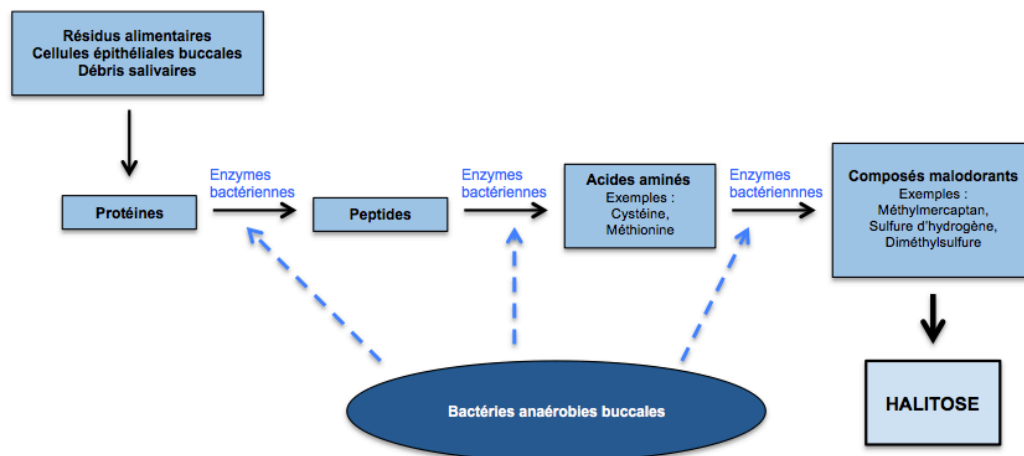 Résidus alimentaires
Cellules épithéliales buccales
Débris salivaires
Protéines
Enzymes
bactériennes
Peptides
Enzymes
bactériennes
Acides aminés
Exemples :
Cystéine,
Méthionine
Enzymes
bactériennnes
Composés malodorants
Exemples :
Méthylmercaptan,
Sulfure d'hydrogène,
Diméthylsulfure
Bactéries anaérobies buccales
HALITOSE